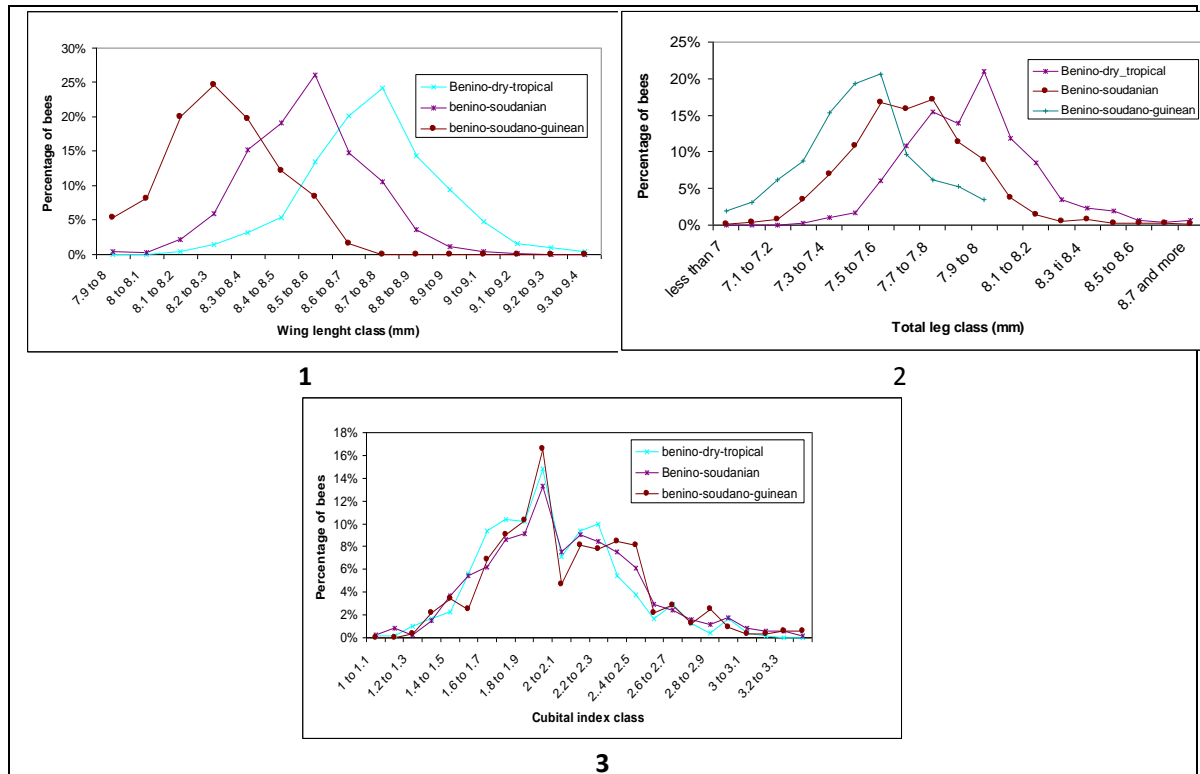 30%
25%
20%
15%
10%
5%
0%
Percentage of bees
Benino-dry-tropical
benino-soudanian
benino-soudano-guinean
7.9 to 8
8 to 8.1
8.1 to 8.2
8.2 to 8.3
8.3 to 8.4
8.4 to 8.5
8.5 to 8.6
8.6 to 8.7
8.7 to 8.8
8.8 to 8.9
8.9 to 9
9 to 9.1
9.1 to 9.2
9.2 to 9.3
9.3 to 9.4
Wing lenght class (mm)
1
25%
20%
15%
10%
5%
0%
Percentage of bees
Benino-dry_tropical
Benino-soudanian
Benino-soudano-guinean
less than 7
7.1 to 7.2
7.3 to 7.4
7.5 to 7.6
7.7 to 7.8
7.9 to 8
8.1 to 8.2
8.3 ti 8.4
8.5 to 8.6
8.7 and more
Total leg class (mm)
2
18%
16%
14%
12%
10%
8%
6%
4%
2%
0%
Percentage of bees
benino-dry-tropical
Benino-soudanian
benino-soudano-guinean
1 to 1.1
1.2 to 1.3
1.4 to 1.5
1.6 to 1.7
1.8 to 1.9
2 to 2.1
2.2 to 2.3
2..4 to 2.5
2.6 to 2.7
2.8 to 2.9
3 to 3.1
3.2 to 3.3
Cubital index class
3